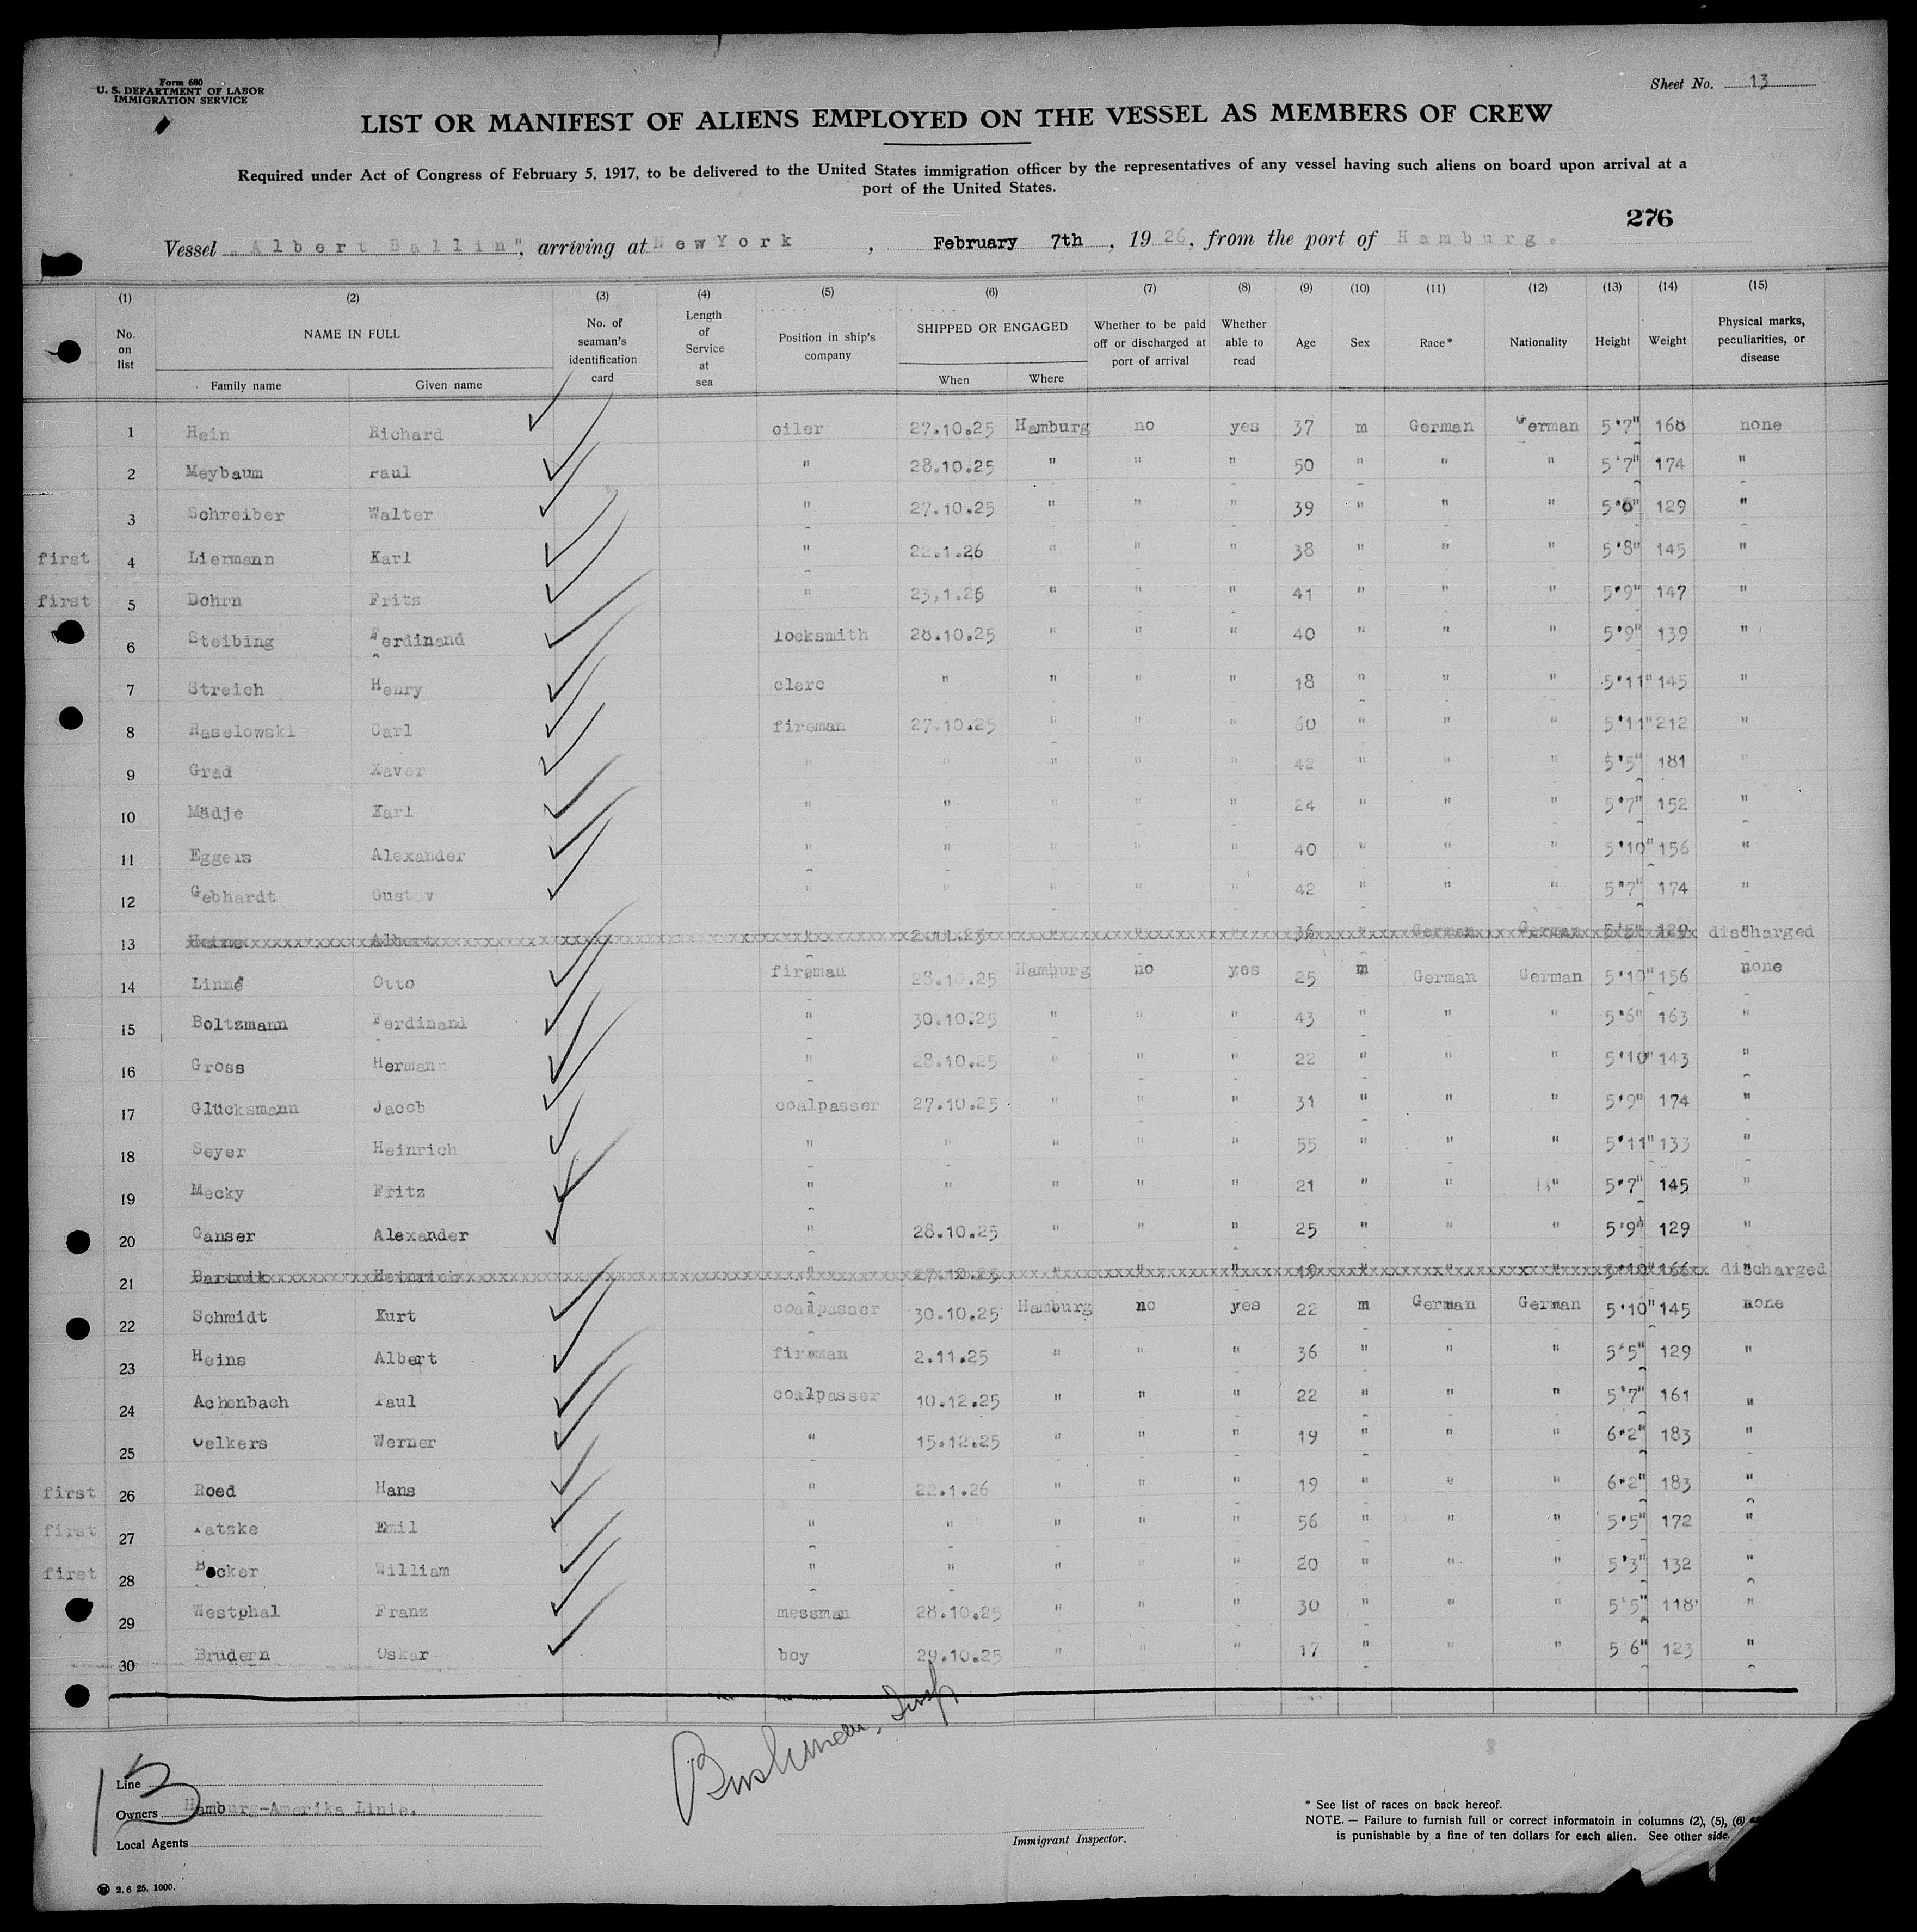 Form 680
U. S. DEPARTMENT OF LABOR
IMMIGRATION SERVICE
Sheet No. 13
LIST OR MANIFEST OF ALIENS EMPLOYED ON THE VESSEL AS MEMBERS OF CREW
Required under Act of Congress of February 5, 1917, to be delivered to the United States immigration officer by the representatives of any vessel having such aliens on board upon arrival at a
port of the United States.
276
Vessel „Albert Ballin", arriving at New York, February 7th, 1926, from the port of Hamburg.
(1) (2) (3) (4) (5) (6) (7) (8) (9) (10) (11) (12) (13) (14) (15)
No. on list NAME IN FULL Family name Given name No. of seaman's identification card Length of Service at sea Position in ship's company SHIPPED OR ENGAGED When Where Whether to be paid off or discharged at port of arrival Whether able to read Age Sex Race* Nationality Height Weight Physical marks, peculiarities, or disease
1 Hein Richard oiler 27.10.25 Hamburg no yes 37 m German German 5'7" 168 none
2 Meybaum Paul " 28.10.25 " " " 50 " " " 5'7" 174 "
3 Schreiber Walter " 27.10.25 " " " 39 " " " 129 "
first 4 Liermann Karl " 22.1.26 " " " 38 " " " 5'8" 145 "
first 5 Dohrn Fritz " 23,1.26 " " " 41 " " " 5'9" 147 "
6 Steibing Ferdinand locksmith 28.10.25 " " " 40 " " " 5'9" 139 "
7 Streich Henry clerc " " " " 18 " " " 5'11" 145 "
8 Raselowski Carl fireman 27.10.25 " " " 60 " " " 5'11" 212 "
9 Grad Xaver " " " " " 42 " " " 5'5" 181 "
10 Mädje Karl " " " " " 24 " " " 5'7" 152 "
11 Eggers Alexander " " " " " 40 " " " 5'10" 156 "
12 Gebhardt Gustav " " " " " 42 " " " 5'7" 174 "
13 Heins Albert " 2.11.25 " " " 36 " German German 5'5" 129 " discharged
14 Linné Otto fireman 28.10.25 Hamburg no yes 25 m German German 5'10" 156 none
15 Boltzmann Ferdinand " 30.10.25 " " " 43 " " " 5'6" 163 "
16 Gross Hermann " 28.10.25 " " " 22 " " " 5'10" 143 "
17 Glücksmann Jacob coalpasser 27.10.25 " " " 31 " " " 5'9" 174 "
18 Seyer Heinrich " " " " " 55 " " " 5'11" 133 "
19 Mecky Fritz " " " " " 21 " " " 5'7" 145 "
20 Ganser Alexander " 28.10.25 " " " 25 " " " 5'9" 129 "
21 Bartnik Heinrich " 27.10.25 " " " 19 " " " 5'10" 166 " discharged
22 Schmidt Kurt coalpasser 30.10.25 Hamburg no yes 22 m German German 5'10" 145 none
23 Heins Albert fireman 2.11.25 " " " 36 " " " 5'5" 129 "
24 Achenbach Paul coalpasser 10.12.25 " " " 22 " " " 5'7" 161 "
25 Oelkers Werner " 15.12.25 " " " 19 " " " 6'2" 183 "
first 26 Roed Hans " 22.1.26 " " " 19 " " " 6'2" 183 "
first 27 Patzke Emil " " " " " 56 " " " 5'5" 172 "
first 28 Becker William " " " " " 20 " " " 5'3" 132 "
29 Westphal Franz messman 28.10.25 " " " 30 " " " 5'5" 118 "
30 Brudern Oskar boy 29.10.25 " " " 17 " " " 5 6" 123 "
13
Line
Owners Hamburg-Amerika Linie.
Local Agents
Immigrant Inspector.
* See list of races on back hereof.
NOTE. — Failure to furnish full or correct informatoin in columns (2), (5), (6)
is punishable by a fine of ten dollars for each alien. See other side.
2. 6 25. 1000.